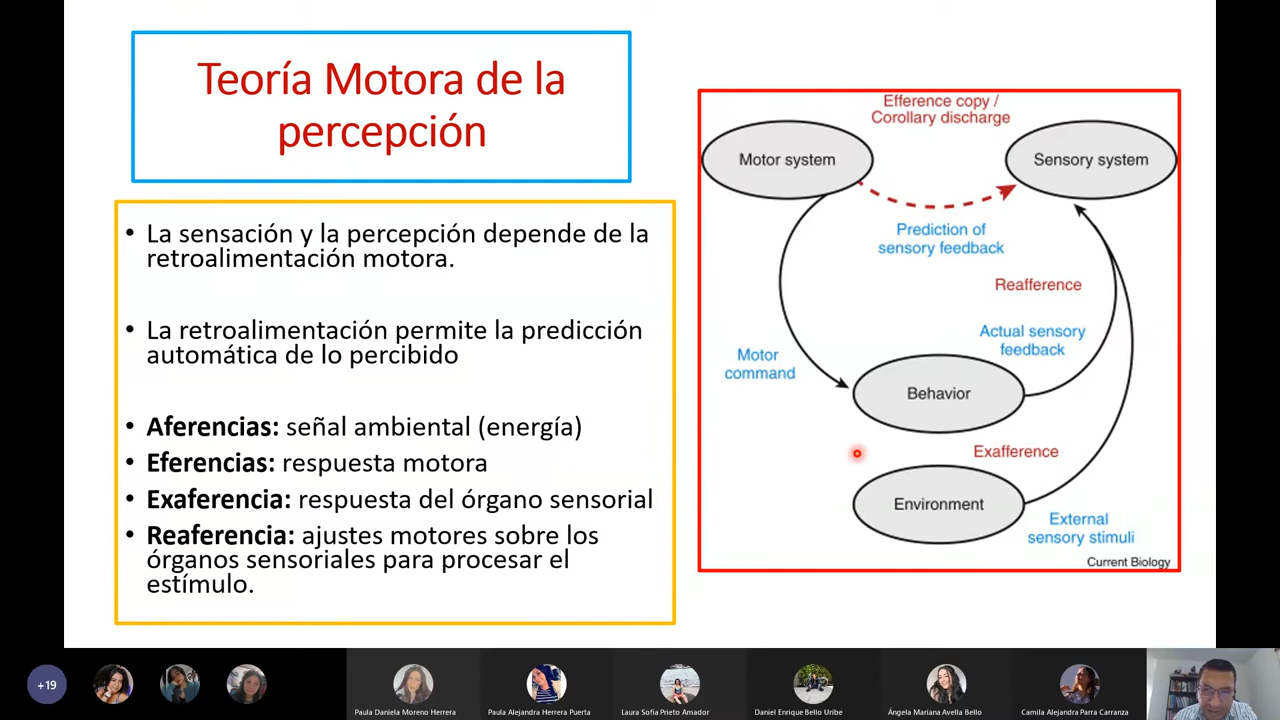 Teoría Motora de la
percepción
• La sensación y la percepción depende de la
retroalimentación motora.
• La retroalimentación permite la predicción
automática de lo percibido
• Aferencias: señal ambiental (energía)
• Eferencias: respuesta motora
• Exaferencia: respuesta del órgano sensorial
• Reaferencia: ajustes motores sobre los
órganos sensoriales para procesar el
estímulo.
Efference copy /
Corollary discharge
Motor system
Sensory system
Prediction of
sensory feedback
Reafference
Actual sensory
feedback
Motor
command
Behavior
Exafference
Environment
External
sensory stimuli
Current Biology
+19
Paula Daniela Moreno Herrera
Paula Alejandra Herrera Puerta
Laura Sofía Prieto Amador
Daniel Enrique Bello Uribe
Ángela Mariana Avella Bello
Camila Alejandra Parra Carranza